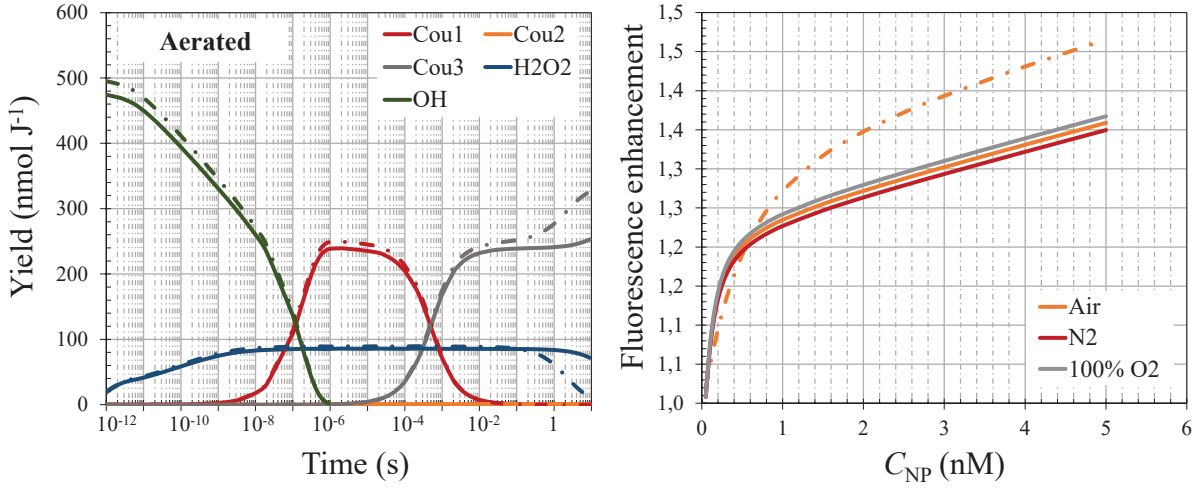 Aerated
Cou1
Cou2
Cou3
H2O2
OH
600
500
400
300
200
100
0
10-12
10-10
10-8
10-6
10-4
10-2
1
Time (s)
Yield (nmol J-1)
1,5
1,5
1,4
1,4
1,3
1,3
1,2
1,2
1,1
1,1
1,0
Air
N2
100% O2
0
1
2
3
4
5
6
CNP (nM)
Fluorescence enhancement